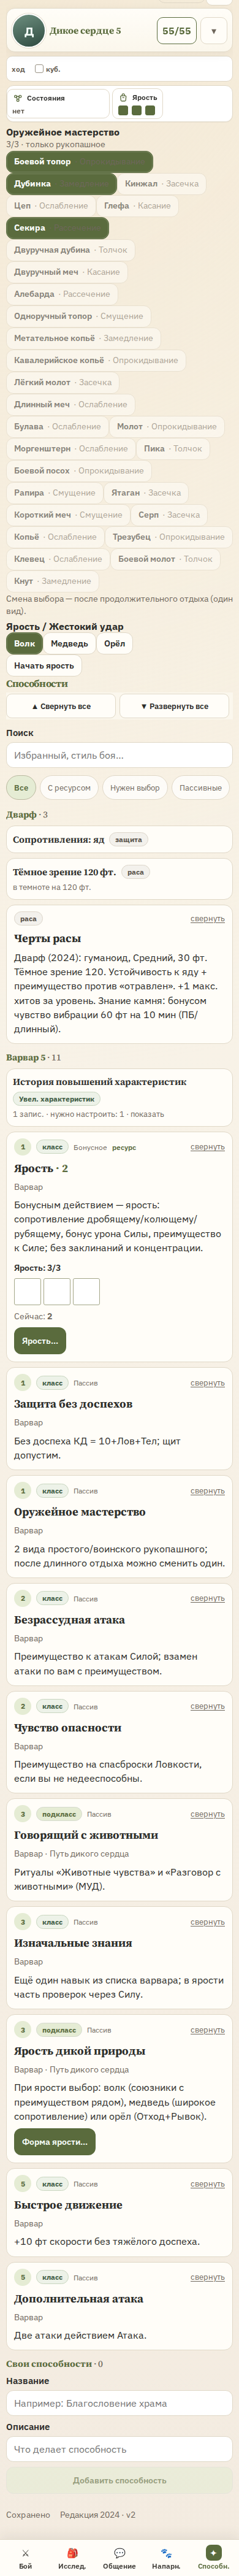 Д Дикое сердце 5 55/55 ▾
ход куб.
Состояния
нет
Ярость
Оружейное мастерство
3/3 · только рукопашное
Боевой топор
Дубинка Кинжал · Засечка
Цеп · Ослабление Глефа · Касание
Секира
Двуручная дубина · Толчок
Двуручный меч · Касание
Алебарда · Рассечение
Одноручный топор · Смущение
Метательное копьё · Замедление
Кавалерийское копьё · Опрокидывание
Лёгкий молот · Засечка
Длинный меч · Ослабление
Булава · Ослабление Молот · Опрокидывание
Моргенштерн · Ослабление Пика · Толчок
Боевой посох · Опрокидывание
Рапира · Смущение Ятаган · Засечка
Короткий меч · Смущение Серп · Засечка
Копьё · Ослабление Трезубец · Опрокидывание
Клевец · Ослабление Боевой молот · Толчок
Кнут · Замедление
Смена выбора — после продолжительного отдыха (один
вид).
Ярость / Жестокий удар
Волк Медведь Орёл
Начать ярость
Способности
▲ Свернуть все ▼ Развернуть все
Поиск
Избранный, стиль боя…
Все С ресурсом Нужен выбор Пассивные
Дварф · 3
Сопротивления: яд защита
Тёмное зрение 120 фт. раса
в темноте на 120 фт.
раса свернуть
Черты расы
Дварф (2024): гуманоид, Средний, 30 фт.
Тёмное зрение 120. Устойчивость к яду +
преимущество против «отравлен». +1 макс.
хитов за уровень. Знание камня: бонусом
чувство вибрации 60 фт на 10 мин (ПБ/
длинный).
Варвар 5 · 11
История повышений характеристик
Увел. характеристик
1 запис. · нужно настроить: 1 · показать
1 класс Бонусное ресурс свернуть
Ярость · 2
Варвар
Бонусным действием — ярость:
сопротивление дробящему/колющему/
рубящему, бонус урона Силы, преимущество
к Силе; без заклинаний и концентрации.
Ярость: 3/3
Сейчас: 2
Ярость…
1 класс Пассив свернуть
Защита без доспехов
Варвар
Без доспеха КД = 10+Лов+Тел; щит
допустим.
1 класс Пассив свернуть
Оружейное мастерство
Варвар
2 вида простого/воинского рукопашного;
после длинного отдыха можно сменить один.
2 класс Пассив свернуть
Безрассудная атака
Варвар
Преимущество к атакам Силой; взамен
атаки по вам с преимуществом.
2 класс Пассив свернуть
Чувство опасности
Варвар
Преимущество на спасброски Ловкости,
если вы не недееспособны.
3 подкласс Пассив свернуть
Говорящий с животными
Варвар · Путь дикого сердца
Ритуалы «Животные чувства» и «Разговор с
животными» (МУД).
3 класс Пассив свернуть
Изначальные знания
Варвар
Ещё один навык из списка варвара; в ярости
часть проверок через Силу.
3 подкласс Пассив свернуть
Ярость дикой природы
Варвар · Путь дикого сердца
При ярости выбор: волк (союзники с
преимуществом рядом), медведь (широкое
сопротивление) или орёл (Отход+Рывок).
Форма ярости…
5 класс Пассив свернуть
Быстрое движение
Варвар
+10 фт скорости без тяжёлого доспеха.
5 класс Пассив свернуть
Дополнительная атака
Варвар
Две атаки действием Атака.
Свои способности · 0
Название
Например: Благословение храма
Описание
Что делает способность
Добавить способность
Сохранено Редакция 2024 · v2
Бой Исслед. Общение Напарн. Способн.